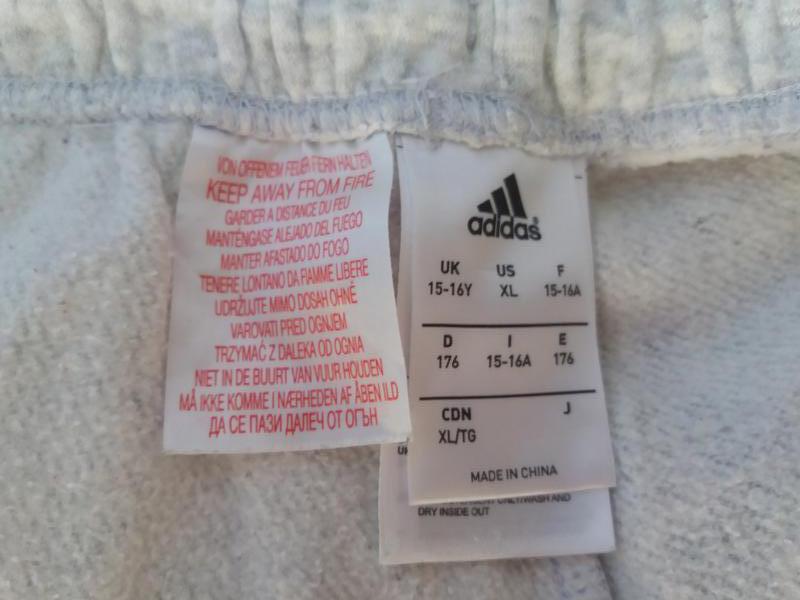 VON OFFENEM FEUER FERN HALTEN
KEEP AWAY FROM FIRE
GARDER A DISTANCE DU FEU
MANTÉNGASE ALEJADO DEL FUEGO
MANTER AFASTADO DO FOGO
TENERE LONTANO DA FIAMME LIBERE
UDRŽUJTE MIMO DOSAH OHNĚ
VAROVATI PRED OGNJEM
TRZYMAĆ Z DALEKA OD OGNIA
NIET IN DE BUURT VAN VUUR HOUDEN
MÅ IKKE KOMME I NÆRHEDEN AF ÅBEN ILD
ДА СЕ ПАЗИ ДАЛЕЧ ОТ ОГЪН
adidas®
UK US F
15-16Y XL 15-16A
D I E
176 15-16A 176
CDN J
XL/TG
MADE IN CHINA
ONLY/WASH AND
DRY INSIDE OUT